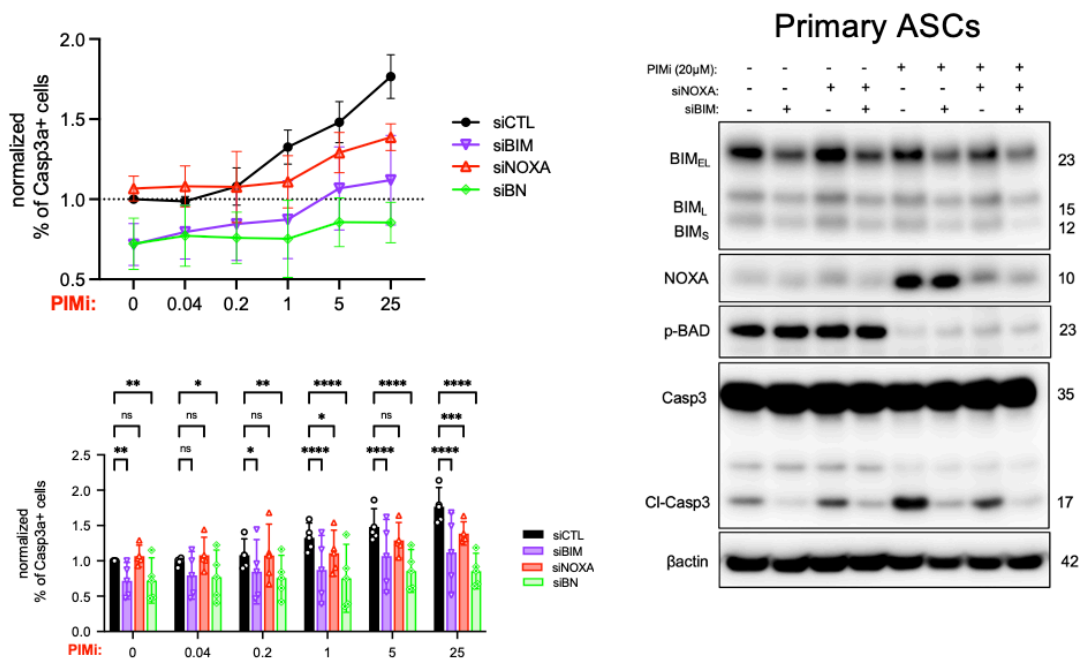 2.0
1.5
1.0
0.5
normalized
% of Casp3a+ cells
siCTL
siBIM
siNOXA
siBN
PIMi: 0 0.04 0.2 1 5 25
** * ** **** **** ****
ns ns ns * ns ***
** ns * **** **** ****
2.5
2.0
1.5
1.0
0.5
0.0
normalized
% of Casp3a+ cells
siCTL
siBIM
siNOXA
siBN
PIMi: 0 0.04 0.2 1 5 25
Primary ASCs
PIMi (20μM): - - - - + + + +
siNOXA: - - + + - - + +
siBIM: - + - + - + - +
BIMEL 23
BIML 15
BIMS 12
NOXA 10
p-BAD 23
Casp3 35
Cl-Casp3 17
βactin 42